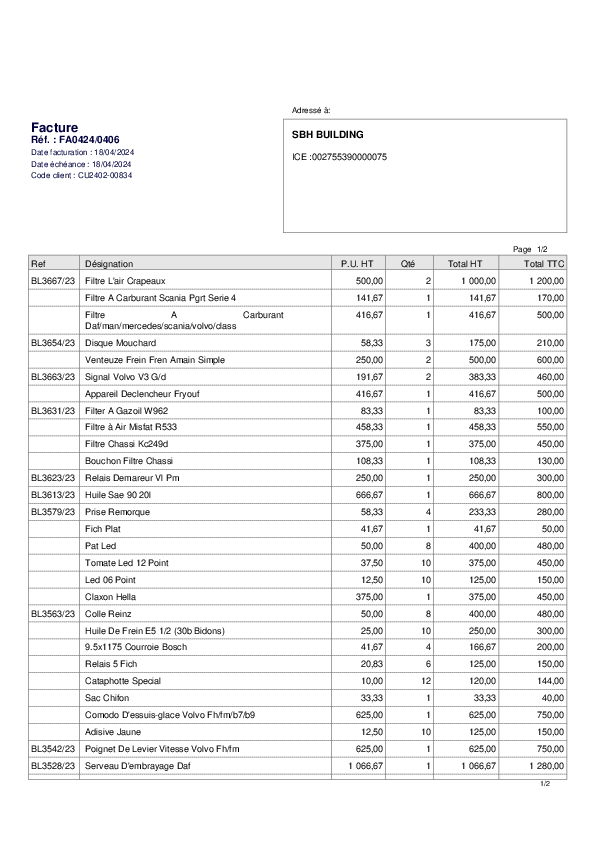 Adressé à:
Facture
Réf. : FA0424/0406
Date facturation : 18/04/2024
Date échéance : 18/04/2024
Code client : CU2402-00834
SBH BUILDING
ICE :002755390000075
Page 1/2
Ref Désignation P.U. HT Qté Total HT Total TTC
BL3667/23 Filtre L'air Crapeaux 500,00 2 1 000,00 1 200,00
Filtre A Carburant Scania Pgrt Serie 4 141,67 1 141,67 170,00
Filtre A Carburant 416,67 1 416,67 500,00
Daf/man/mercedes/scania/volvo/class
BL3654/23 Disque Mouchard 58,33 3 175,00 210,00
Venteuze Frein Fren Amain Simple 250,00 2 500,00 600,00
BL3663/23 Signal Volvo V3 G/d 191,67 2 383,33 460,00
Appareil Declencheur Fryouf 416,67 1 416,67 500,00
BL3631/23 Filter A Gazoil W962 83,33 1 83,33 100,00
Filtre à Air Misfat R533 458,33 1 458,33 550,00
Filtre Chassi Kc249d 375,00 1 375,00 450,00
Bouchon Filtre Chassi 108,33 1 108,33 130,00
BL3623/23 Relais Demareur Vl Pm 250,00 1 250,00 300,00
BL3613/23 Huile Sae 90 20l 666,67 1 666,67 800,00
BL3579/23 Prise Remorque 58,33 4 233,33 280,00
Fich Plat 41,67 1 41,67 50,00
Pat Led 50,00 8 400,00 480,00
Tomate Led 12 Point 37,50 10 375,00 450,00
Led 06 Point 12,50 10 125,00 150,00
Claxon Hella 375,00 1 375,00 450,00
BL3563/23 Colle Reinz 50,00 8 400,00 480,00
Huile De Frein E5 1/2 (30b Bidons) 25,00 10 250,00 300,00
9.5x1175 Courroie Bosch 41,67 4 166,67 200,00
Relais 5 Fich 20,83 6 125,00 150,00
Cataphotte Special 10,00 12 120,00 144,00
Sac Chifon 33,33 1 33,33 40,00
Comodo D'essuis-glace Volvo Fh/fm/b7/b9 625,00 1 625,00 750,00
Adisive Jaune 12,50 10 125,00 150,00
BL3542/23 Poignet De Levier Vitesse Volvo Fh/fm 625,00 1 625,00 750,00
BL3528/23 Serveau D'embrayage Daf 1 066,67 1 1 066,67 1 280,00
1/2